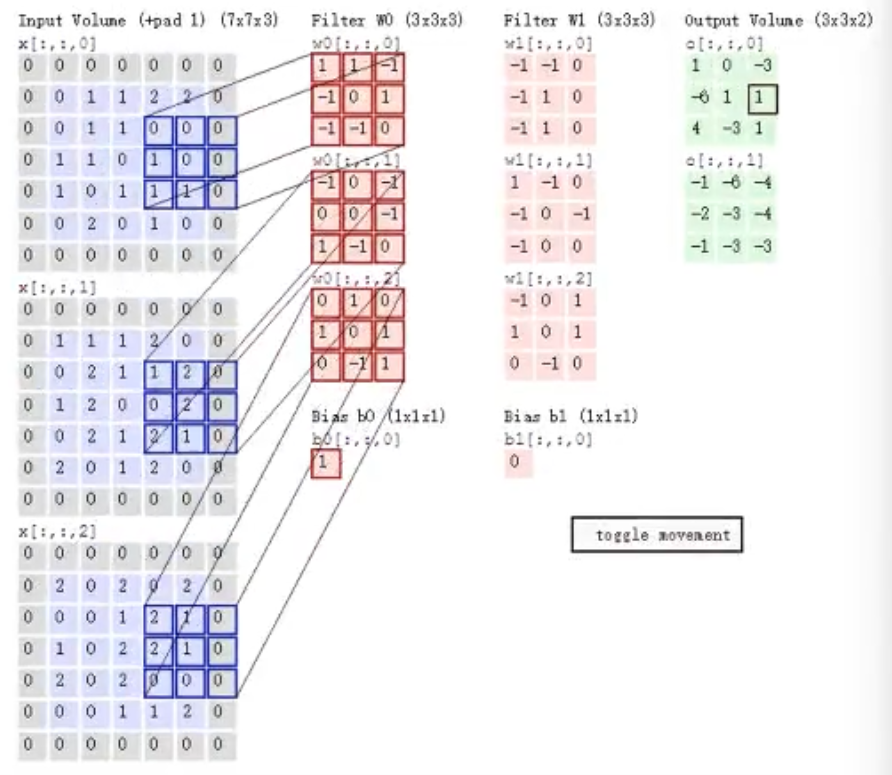 Input Volume (+pad 1) (7x7x3)
x[:,:,0]
0 0 0 0 0 0 0
0 0 1 1 2 2 0
0 0 1 1 0 0 0
0 1 1 0 1 0 0
0 1 0 1 1 1 0
0 0 2 0 1 0 0
0 0 0 0 0 0 0
x[:,:,1]
0 0 0 0 0 0 0
0 1 1 1 2 0 0
0 0 2 1 1 2 0
0 1 2 0 0 2 0
0 0 2 1 2 1 0
0 2 0 1 2 0 0
0 0 0 0 0 0 0
x[:,:,2]
0 0 0 0 0 0 0
0 2 0 2 0 2 0
0 0 0 1 2 1 0
0 1 0 2 2 1 0
0 2 0 2 0 0 0
0 0 0 1 1 2 0
0 0 0 0 0 0 0
Filter W0 (3x3x3)
w0[:,:,0]
1 1 -1
-1 0 1
-1 -1 0
w0[:,:,1]
-1 0 -1
0 0 -1
1 -1 0
w0[:,:,2]
0 1 0
1 0 1
0 -1 1
Bias b0 (1x1x1)
b0[:,:,0]
1
Filter W1 (3x3x3)
w1[:,:,0]
-1 -1 0
-1 1 0
-1 1 0
w1[:,:,1]
1 -1 0
-1 0 -1
-1 0 0
w1[:,:,2]
-1 0 1
1 0 1
0 -1 0
Bias b1 (1x1x1)
b1[:,:,0]
0
Output Volume (3x3x2)
o[:,:,0]
1 0 -3
-6 1 1
4 -3 1
o[:,:,1]
-1 -6 -4
-2 -3 -4
-1 -3 -3
toggle movement